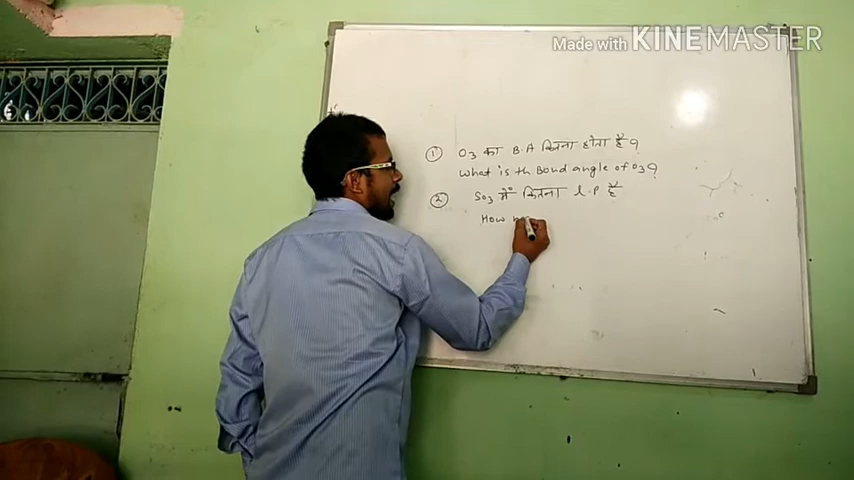 Made with KINEMASTER
① O3 का B.A कितना होता है?
What is th Bond angle of O3?
② SO3 में कितना l.P है
How